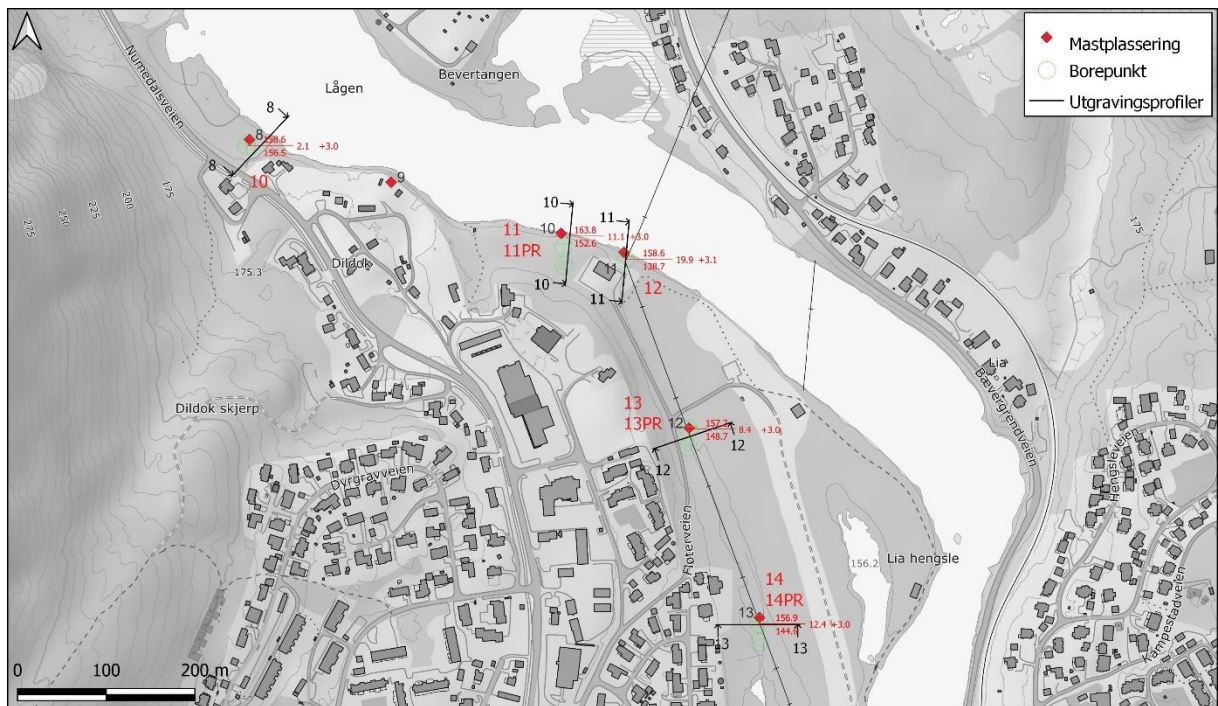 Mastplassering
Borepunkt
Utgravingsprofiler
Numedalsveien
Lågen
Bevertangen
8
8
158.6
156.5
2.1 +3.0
8
10
9
175
200
225
250
275
175.3
Dildok
10
11
11PR
10
163.8
152.6
11.1 +3.0
10
11
11
158.6
138.7
19.9 +3.1
11
12
175
Lia
Bævergrendveien
Hengsleveien
Kampestadveien
Dildok skjerp
Dyrgravveien
13
13PR
12
157.3
148.7
8.4 +3.0
12
12
Fløterveien
156.2
Lia hengsle
14
14PR
13
156.9
144.6
12.4 +3.0
13
13
0 100 200 m